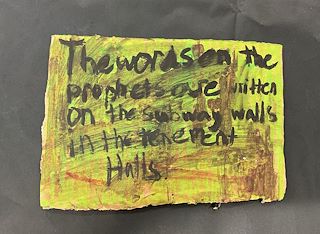 The words on the
prophets are written
on the subway walls
in the tenement
Halls.